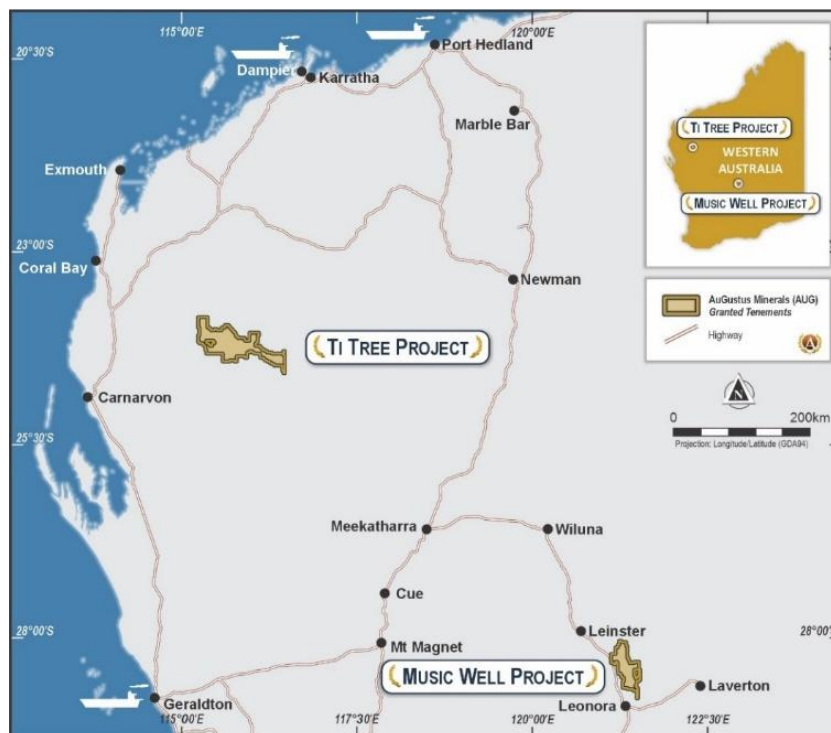 115°00'E
120°00'E
20°30'S
Port Hedland
Dampier
Karratha
Marble Bar
Exmouth
23°00'S
Coral Bay
Newman
TI TREE PROJECT
Carnarvon
25°30'S
Meekatharra
Wiluna
Cue
28°00'S
Leinster
28°00'
Mt Magnet
MUSIC WELL PROJECT
Laverton
Geraldton
Leonora
115°00'E
117°30'E
120°00'E
122°30'E
TI TREE PROJECT
WESTERN
AUSTRALIA
MUSIC WELL PROJECT
AUGUSTUS MINERALS (AUG)
Granted Tenements
Highway
A
N
0 200km
Projection: Longitude/Latitude (GDA94)